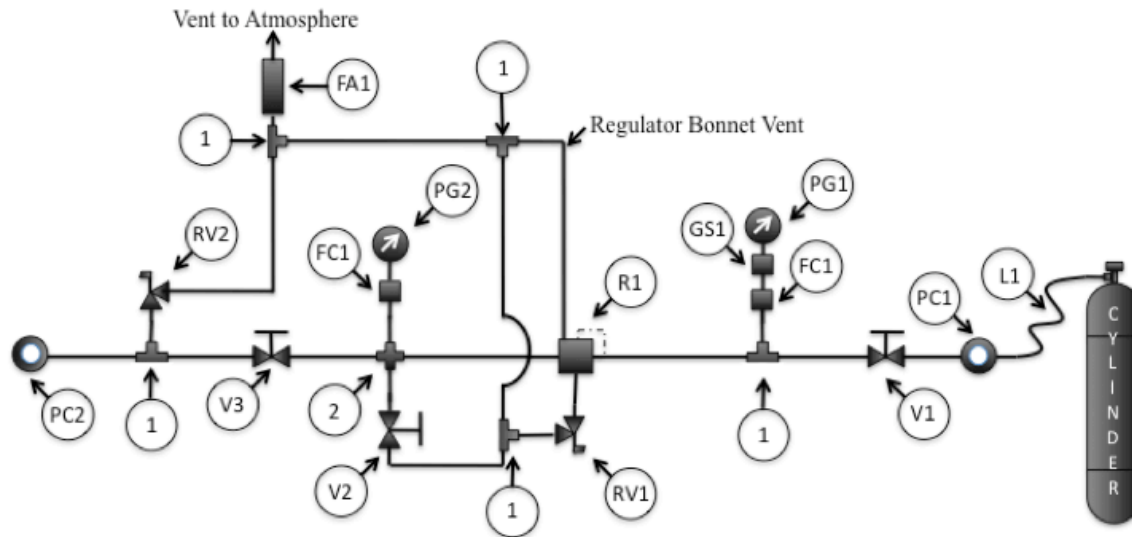 Vent to Atmosphere
FA1
1
1
Regulator Bonnet Vent
PG2
PG1
RV2
FC1
GS1
FC1
R1
PC1
L1
CYLINDER
PC2
1
V3
2
V2
1
RV1
1
V1